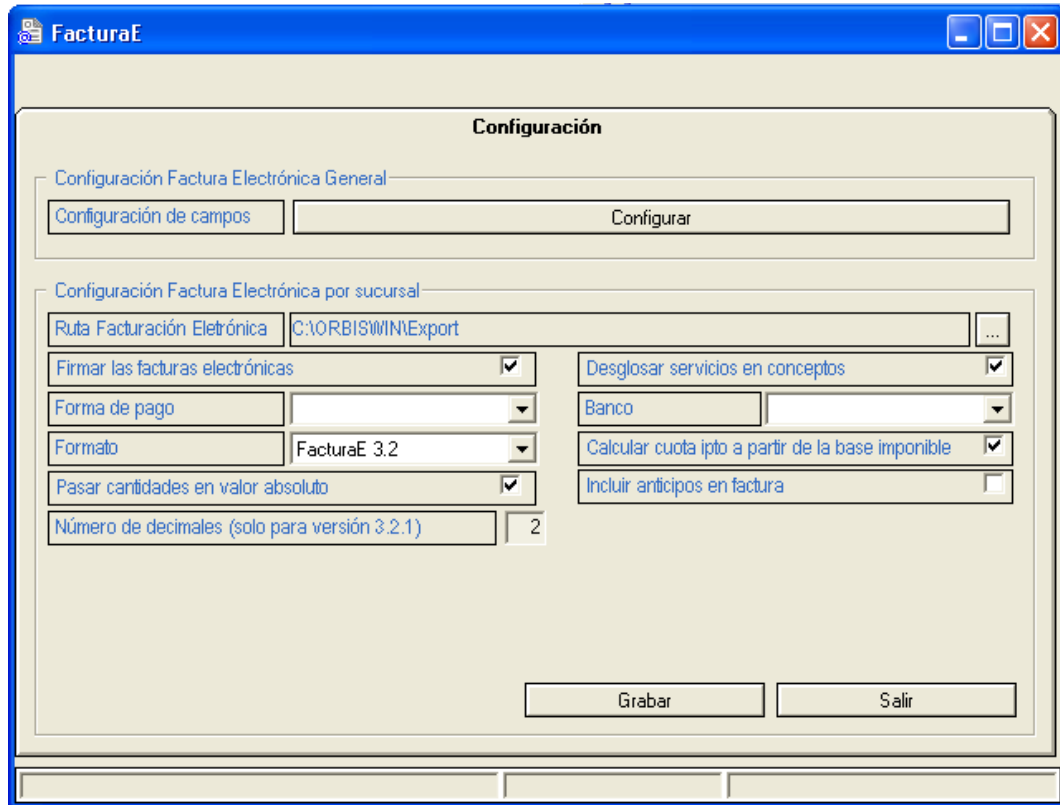 FacturaE
Configuración
Configuración Factura Electrónica General
Configuración de campos Configurar
Configuración Factura Electrónica por sucursal
Ruta Facturación Eletrónica C:\ORBISWIN\Export ...
Firmar las facturas electrónicas Desglosar servicios en conceptos
Forma de pago Banco
Formato FacturaE 3.2 Calcular cuota ipto a partir de la base imponible
Pasar cantidades en valor absoluto Incluir anticipos en factura
Número de decimales (solo para versión 3.2.1) 2
Grabar Salir